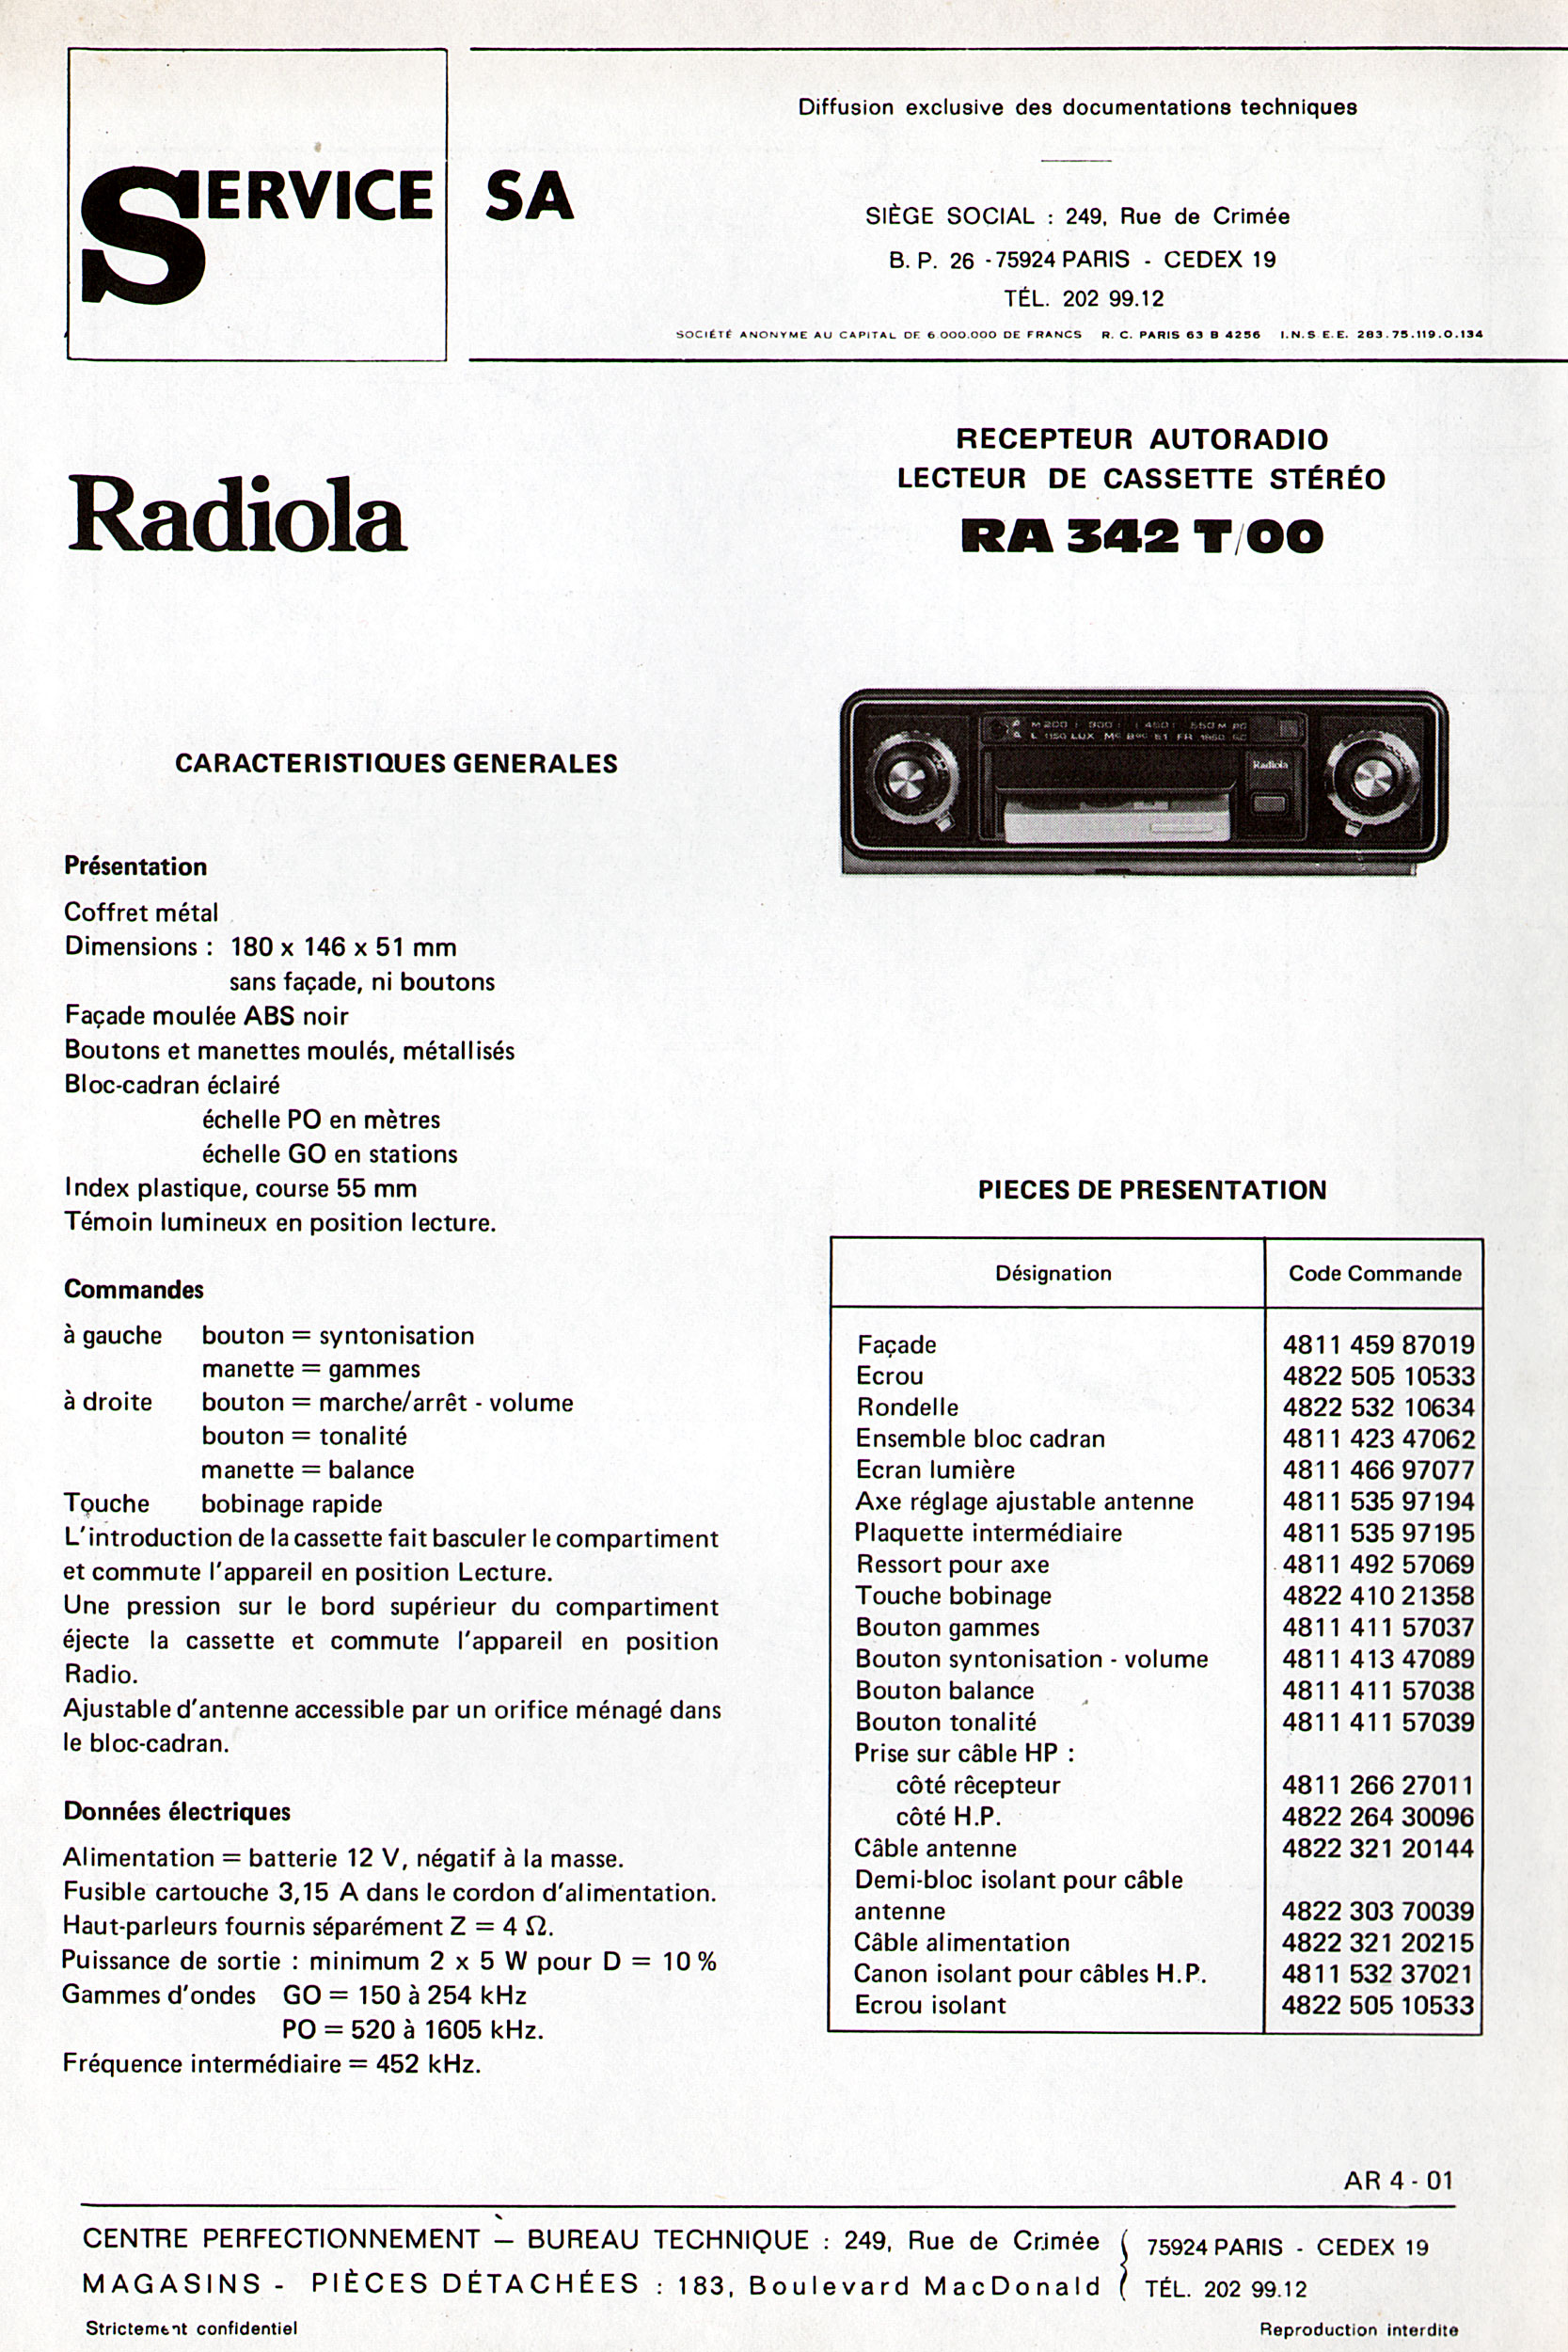 SERVICE SA
Diffusion exclusive des documentations techniques
SIÈGE SOCIAL : 249, Rue de Crimée
B. P. 26 - 75924 PARIS - CEDEX 19
TÉL. 202 99.12
SOCIÉTÉ ANONYME AU CAPITAL DE 6.000.000 DE FRANCS R. C. PARIS 63 B 4256 I.N.S.E.E. 283.75.119.0.134
Radiola
RECEPTEUR AUTORADIO
LECTEUR DE CASSETTE STÉRÉO
RA 342 T/00
M 200 300 450 550 M PO
L 1150 LUX FR 1850 GO
Radiola
CARACTERISTIQUES GENERALES
Présentation
Coffret métal
Dimensions : 180 x 146 x 51 mm
sans façade, ni boutons
Façade moulée ABS noir
Boutons et manettes moulés, métallisés
Bloc-cadran éclairé
échelle PO en mètres
échelle GO en stations
Index plastique, course 55 mm
Témoin lumineux en position lecture.
Commandes
à gauche bouton = syntonisation
manette = gammes
à droite bouton = marche/arrêt - volume
bouton = tonalité
manette = balance
Touche bobinage rapide
L'introduction de la cassette fait basculer le compartiment
et commute l'appareil en position Lecture.
Une pression sur le bord supérieur du compartiment
éjecte la cassette et commute l'appareil en position
Radio.
Ajustable d'antenne accessible par un orifice ménagé dans
le bloc-cadran.
Données électriques
Alimentation = batterie 12 V, négatif à la masse.
Fusible cartouche 3,15 A dans le cordon d'alimentation.
Haut-parleurs fournis séparément Z = 4 Ω.
Puissance de sortie : minimum 2 x 5 W pour D = 10 %
Gammes d'ondes GO = 150 à 254 kHz
PO = 520 à 1605 kHz.
Fréquence intermédiaire = 452 kHz.
PIECES DE PRESENTATION
Désignation Code Commande
Façade 4811 459 87019
Ecrou 4822 505 10533
Rondelle 4822 532 10634
Ensemble bloc cadran 4811 423 47062
Ecran lumière 4811 466 97077
Axe réglage ajustable antenne 4811 535 97194
Plaquette intermédiaire 4811 535 97195
Ressort pour axe 4811 492 57069
Touche bobinage 4822 410 21358
Bouton gammes 4811 411 57037
Bouton syntonisation - volume 4811 413 47089
Bouton balance 4811 411 57038
Bouton tonalité 4811 411 57039
Prise sur câble HP :
côté rêcepteur 4811 266 27011
côté H.P. 4822 264 30096
Câble antenne 4822 321 20144
Demi-bloc isolant pour câble
antenne 4822 303 70039
Câble alimentation 4822 321 20215
Canon isolant pour câbles H.P. 4811 532 37021
Ecrou isolant 4822 505 10533
AR 4 - 01
CENTRE PERFECTIONNEMENT — BUREAU TECHNIQUE : 249, Rue de Crimée
MAGASINS - PIÈCES DÉTACHÉES : 183, Boulevard MacDonald
75924 PARIS - CEDEX 19
TÉL. 202 99.12
Strictement confidentiel
Reproduction interdite